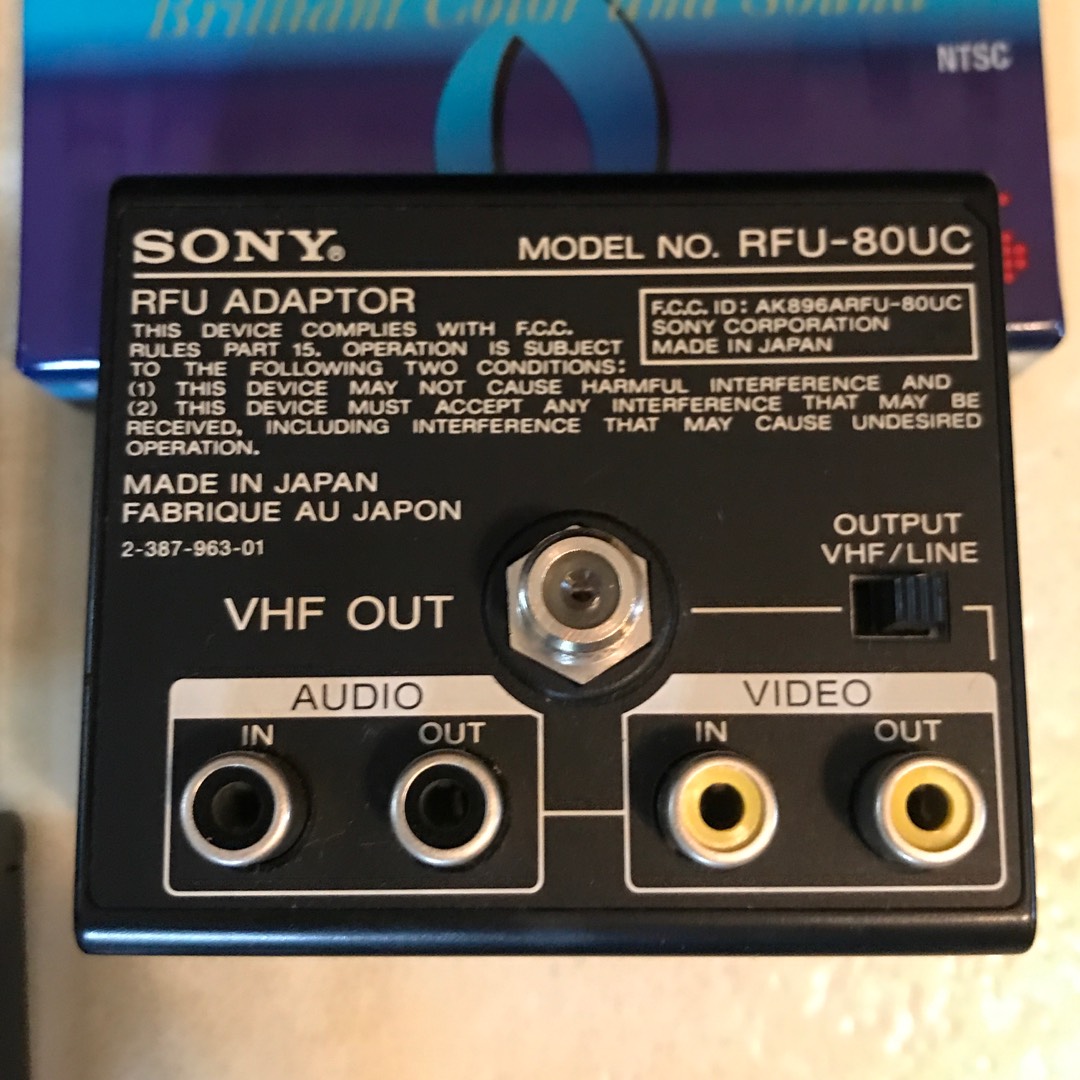 Brilliant Color and Sound
NTSC
SONY®
MODEL NO. RFU-80UC
RFU ADAPTOR
F.C.C. ID: AK896ARFU-80UC
SONY CORPORATION
MADE IN JAPAN
THIS DEVICE COMPLIES WITH F.C.C.
RULES PART 15. OPERATION IS SUBJECT
TO THE FOLLOWING TWO CONDITIONS:
(1) THIS DEVICE MAY NOT CAUSE HARMFUL INTERFERENCE AND
(2) THIS DEVICE MUST ACCEPT ANY INTERFERENCE THAT MAY BE
RECEIVED, INCLUDING INTERFERENCE THAT MAY CAUSE UNDESIRED
OPERATION.
MADE IN JAPAN
FABRIQUE AU JAPON
2-387-963-01
OUTPUT
VHF/LINE
VHF OUT
AUDIO
IN OUT
VIDEO
IN OUT